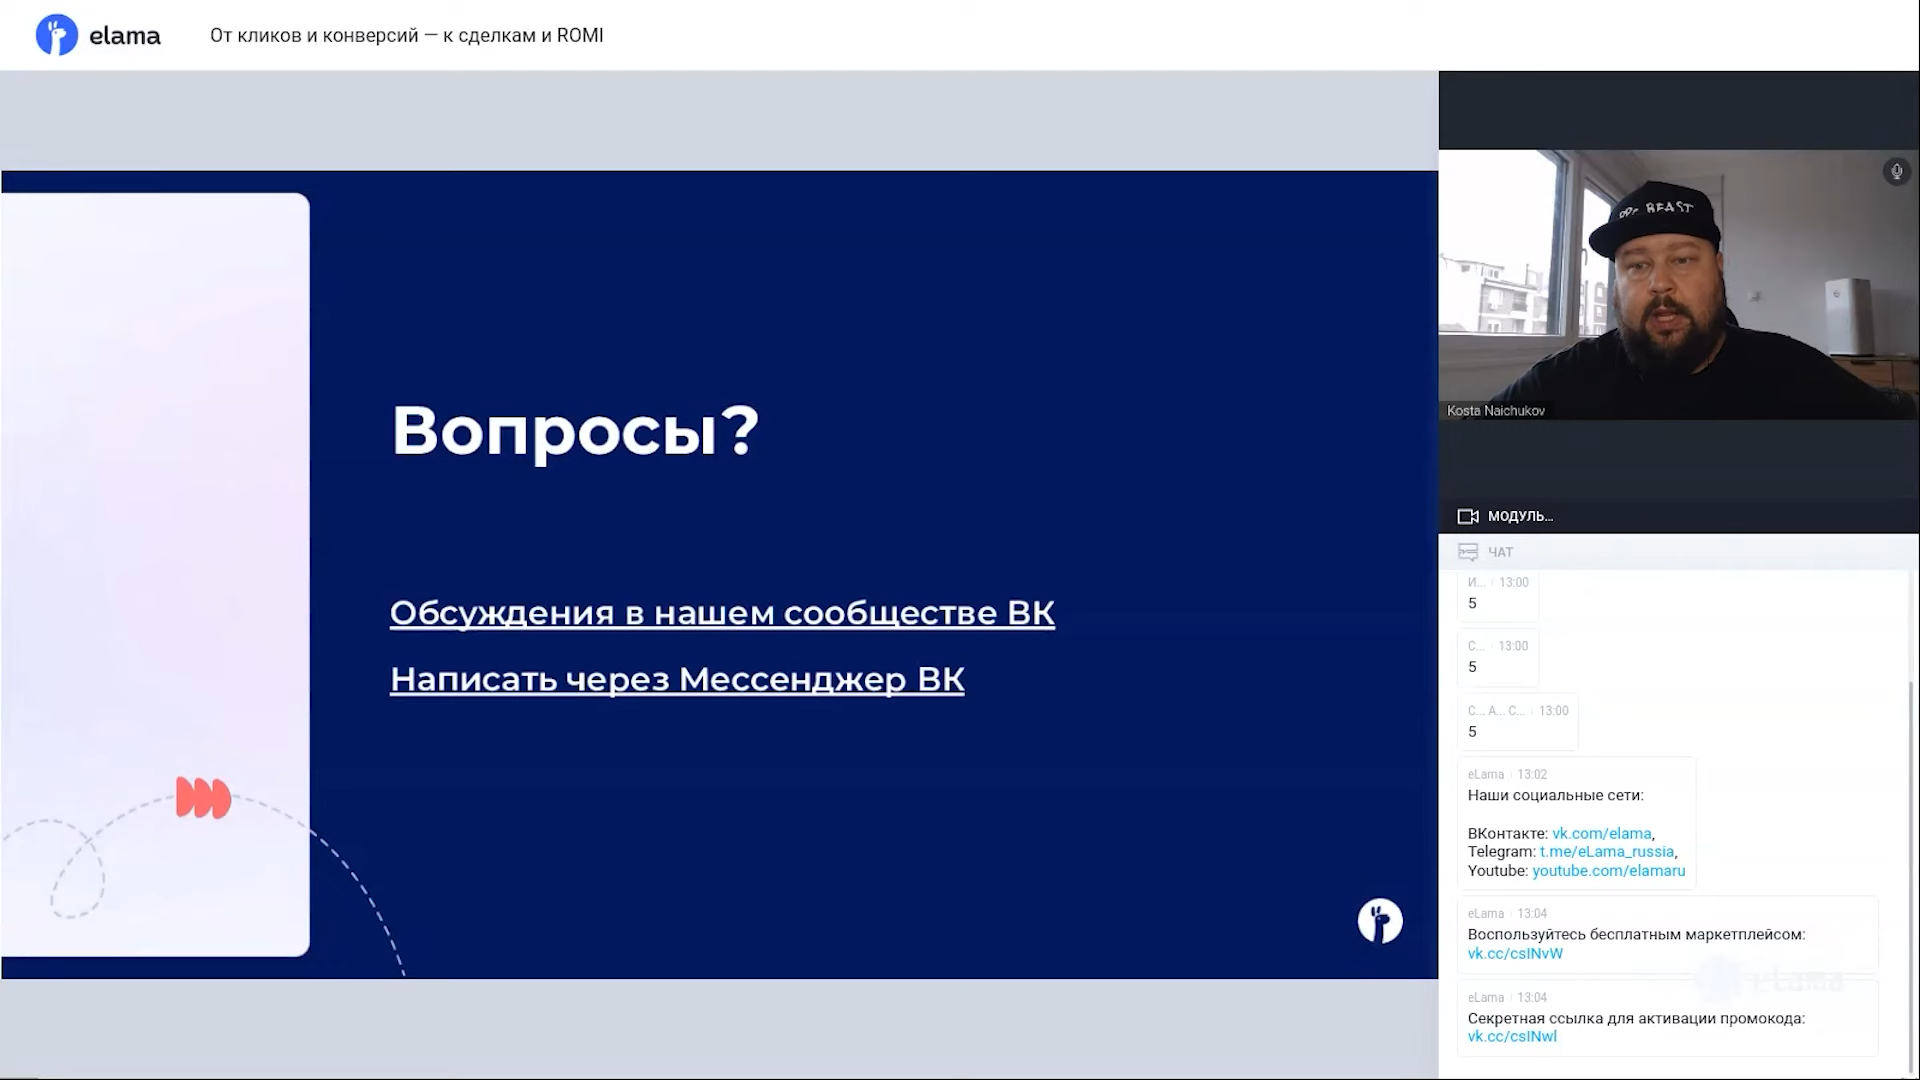 elama
От кликов и конверсий — к сделкам и ROMI
Вопросы?
Обсуждения в нашем сообществе ВК
Написать через Мессенджер ВК
BEAST
Kosta Naichukov
МОДУЛЬ...
ЧАТ
И... 13:00
5
С... 13:00
5
С... А... С... 13:00
5
eLama 13:02
Наши социальные сети:
ВКонтакте: vk.com/elama,
Telegram: t.me/eLama_russia,
Youtube: youtube.com/elamaru
eLama 13:04
Воспользуйтесь бесплатным маркетплейсом:
vk.cc/csINvW
eLama 13:04
Секретная ссылка для активации промокода:
vk.cc/csINwl
elama